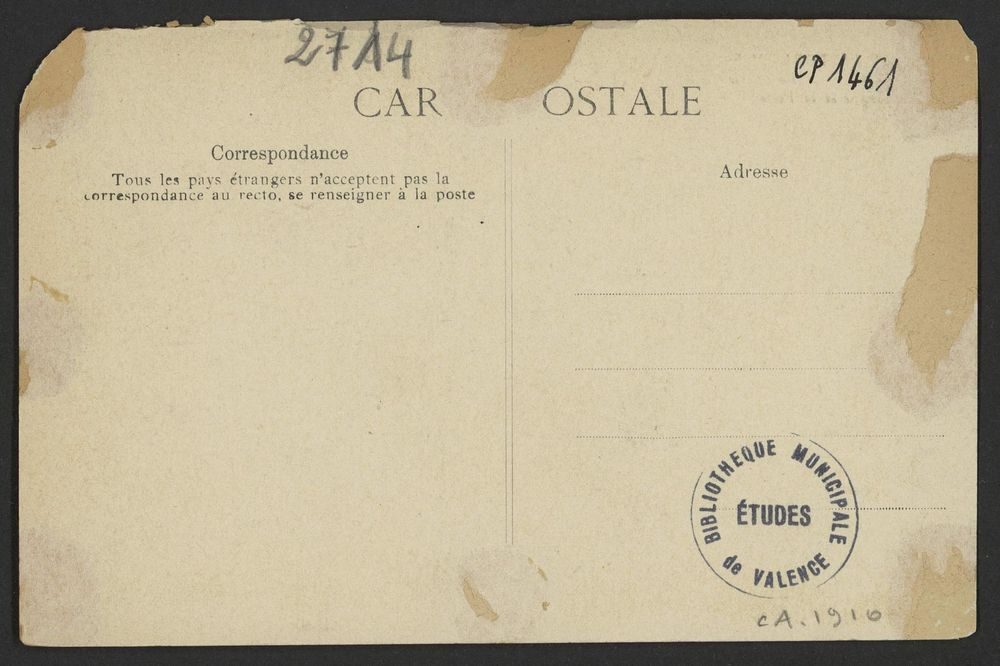 2714
CP 1461
CAR OSTALE
Correspondance
Tous les pays étrangers n'acceptent pas la
correspondance au recto, se renseigner à la poste
Adresse
BIBLIOTHEQUE MUNICIPALE
ÉTUDES
de VALENCE
cA. 1910